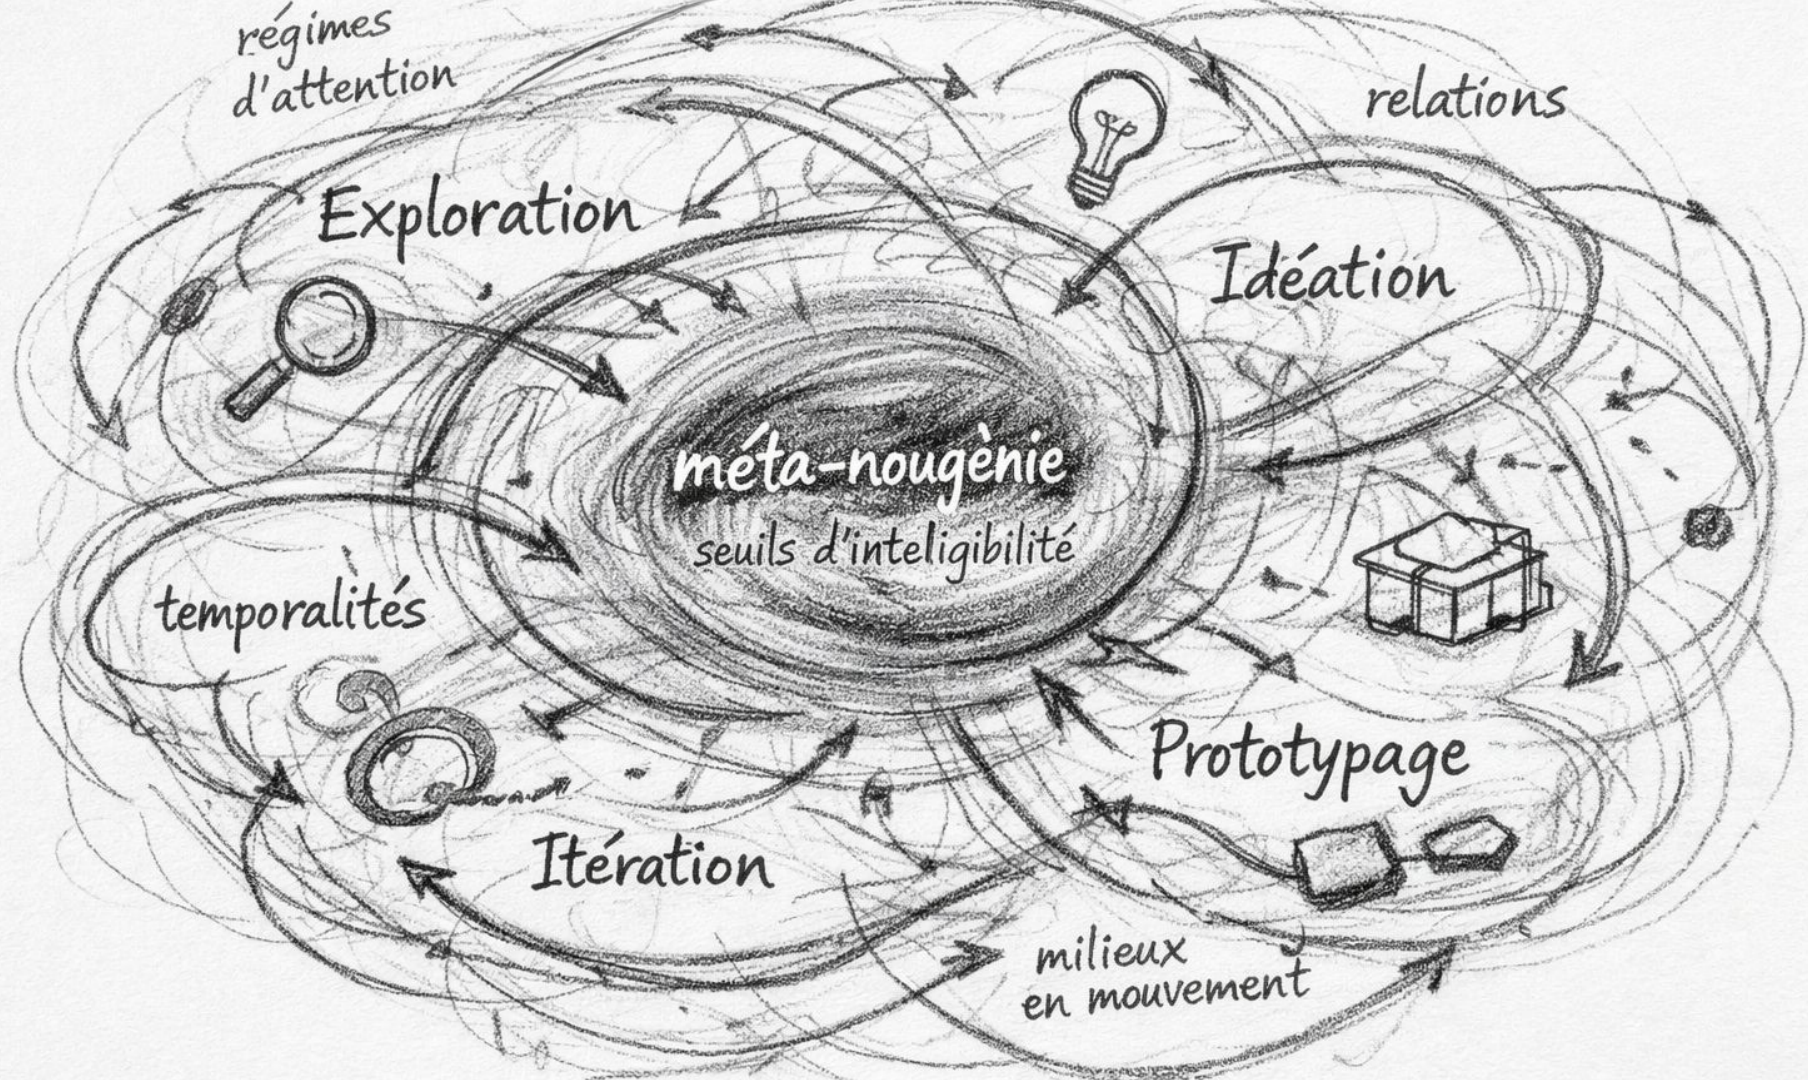 régimes
d'attention
relations
Exploration
Idéation
méta-nougènie
seuils d'inteligibilité
temporalités
Prototypage
Itération
milieux
en mouvement